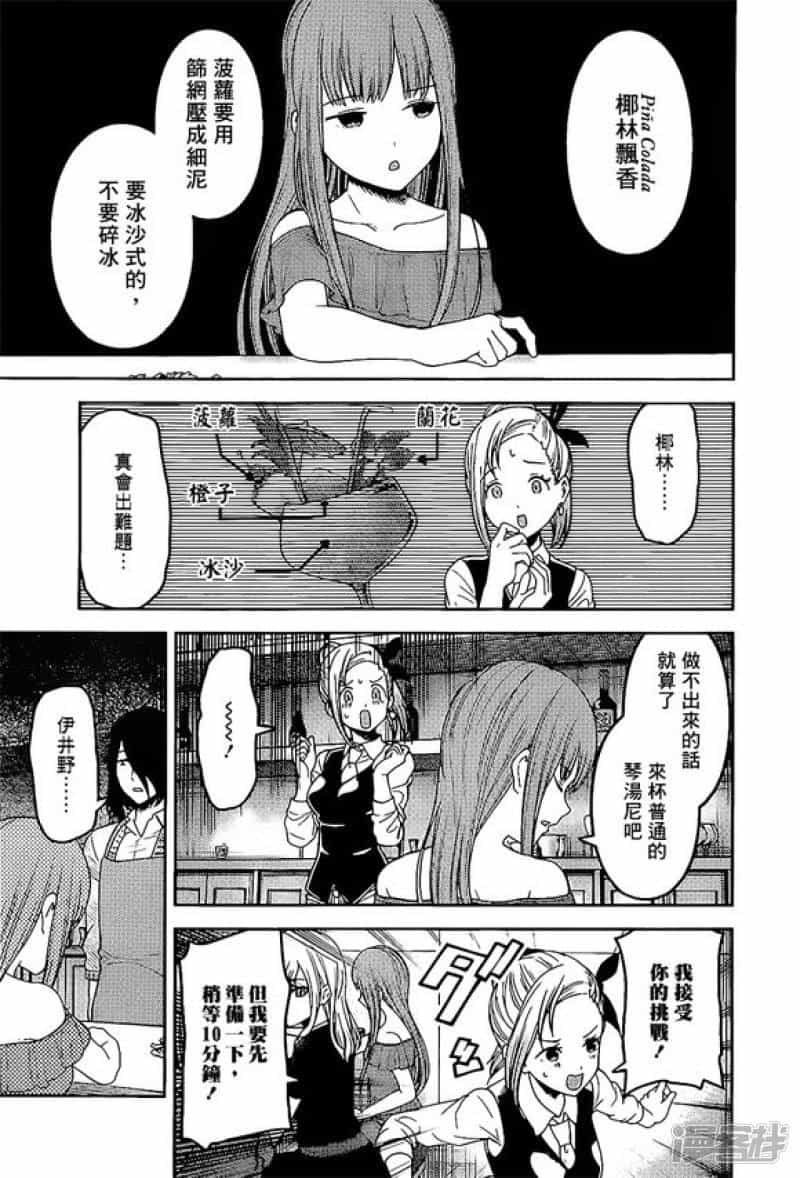 Piña Colada
椰林飄香
菠蘿要用
篩網壓成細泥
要冰沙式的，
不要碎冰
椰林……
蘭花
菠蘿
橙子
冰沙
真會出難題…
做不出來的話
就算了
來杯普通的
琴湯尼吧
～～～！
伊井野……
我接受
你的挑戰！
ダッ
但我要先
準備一下，
稍等10分鐘！
漫客栈